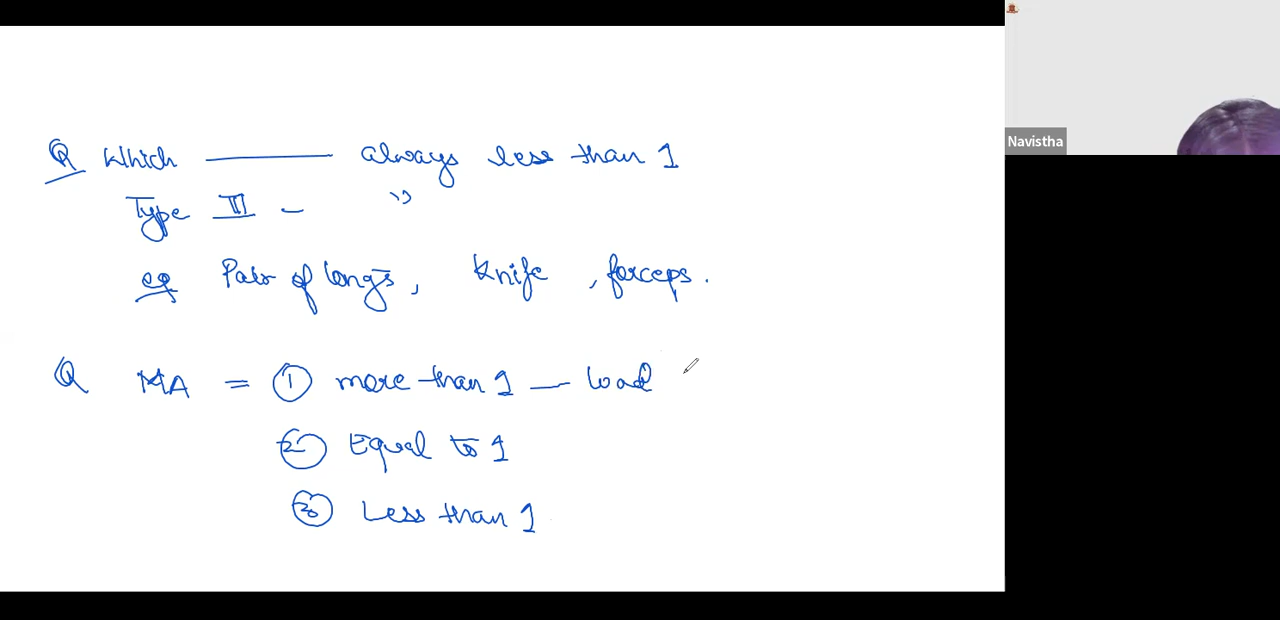 Q Which ——— always less than 1
Type III - "
eg Pair of tongs, Knife, forceps.
Q MA = ① more than 1 — load
② Equal to 1
③ Less than 1
Navistha